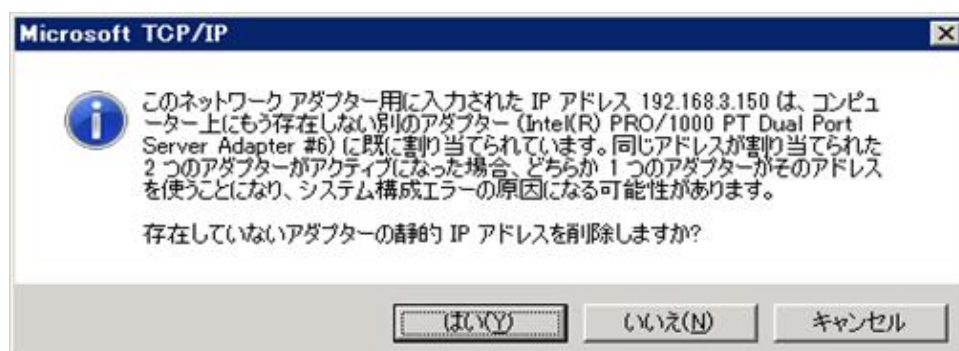 Microsoft TCP/IP
このネットワーク アダプター用に入力された IP アドレス 192.168.3.150 は、コンピュ
ーター上にもう存在しない別のアダプター (Intel(R) PRO/1000 PT Dual Port
Server Adapter #6) に既に割り当てられています。同じアドレスが割り当てられた
2 つのアダプターがアクティブになった場合、どちらか 1 つのアダプターがそのアドレス
を使うことになり、システム構成エラーの原因になる可能性があります。
存在していないアダプターの静的 IP アドレスを削除しますか?
はい(Y) いいえ(N) キャンセル